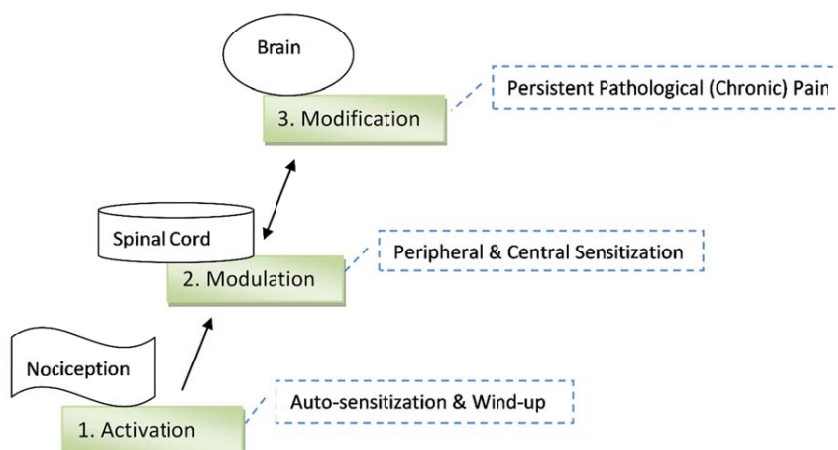 Brain
Persistent Pathological (Chronic) Pain
3. Modification
Spinal Cord
Peripheral & Central Sensitization
2. Modulation
Nociception
Auto-sensitization & Wind-up
1. Activation